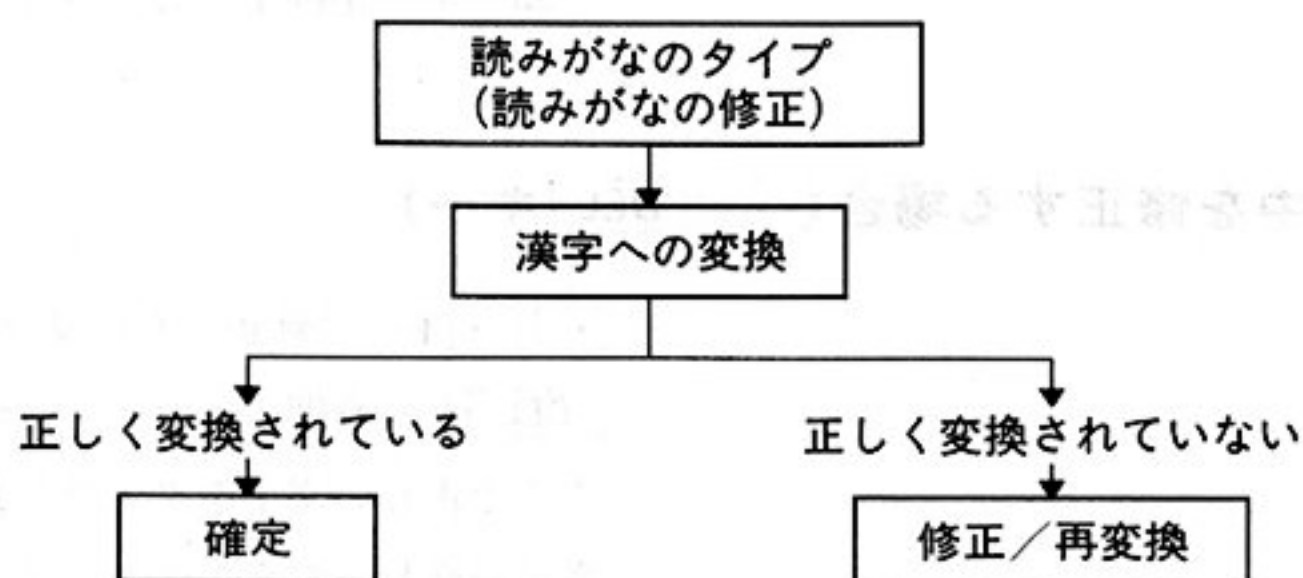 読みがなのタイプ
(読みがなの修正)
漢字への変換
正しく変換されている
正しく変換されていない
確定
修正／再変換